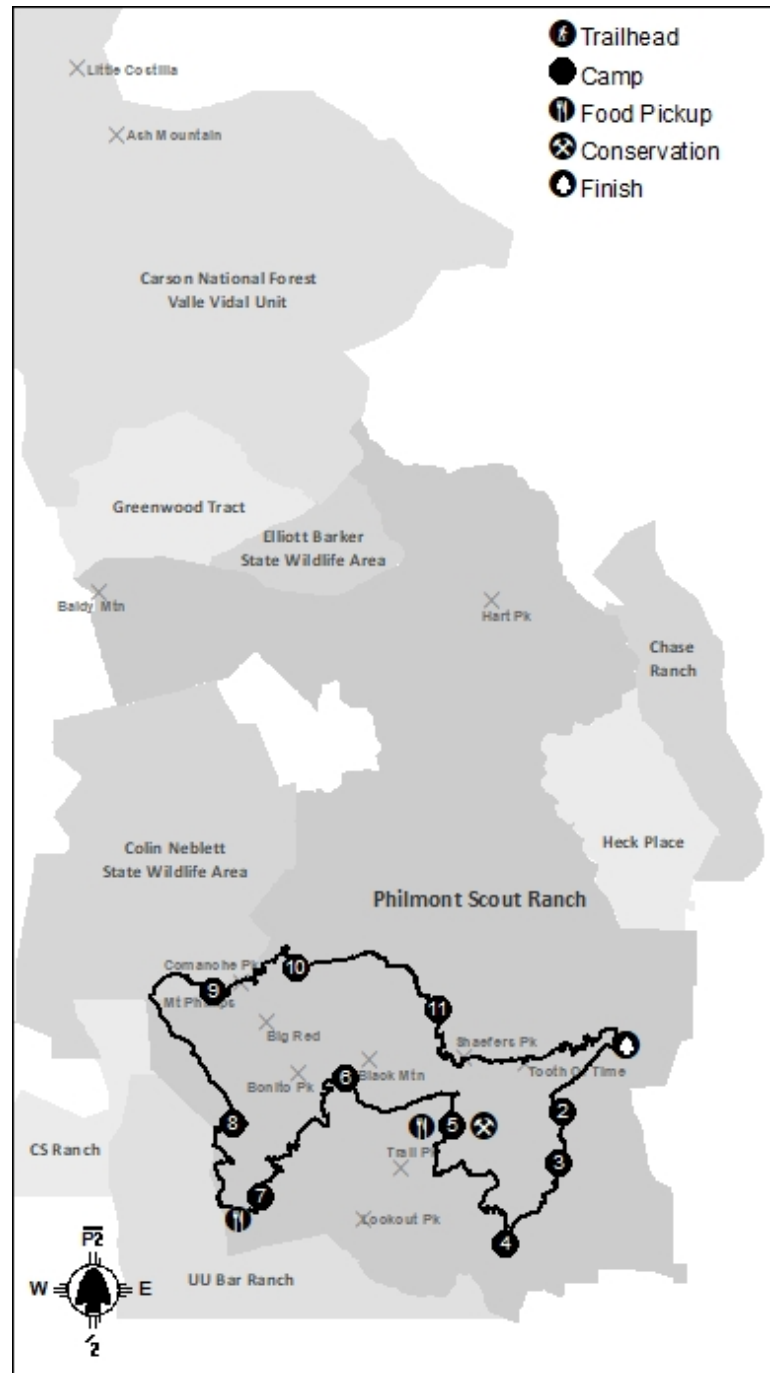 Trailhead
Camp
Food Pickup
Conservation
Finish
Little Costilla
Ash Mountain
Carson National Forest
Valle Vidal Unit
Greenwood Tract
Elliott Barker
State Wildlife Area
Baldy Mtn
Hart Pk
Chase
Ranch
Colin Neblett
State Wildlife Area
Heck Place
Philmont Scout Ranch
Comanche Pk
10
9
Mt Phillips
11
Big Red
Shaefers Pk
Tooth Of Time
Black Mtn
6
Bonito Pk
2
8
5
CS Ranch
Trail Pk
3
7
Lookout Pk
4
UU Bar Ranch
W
E